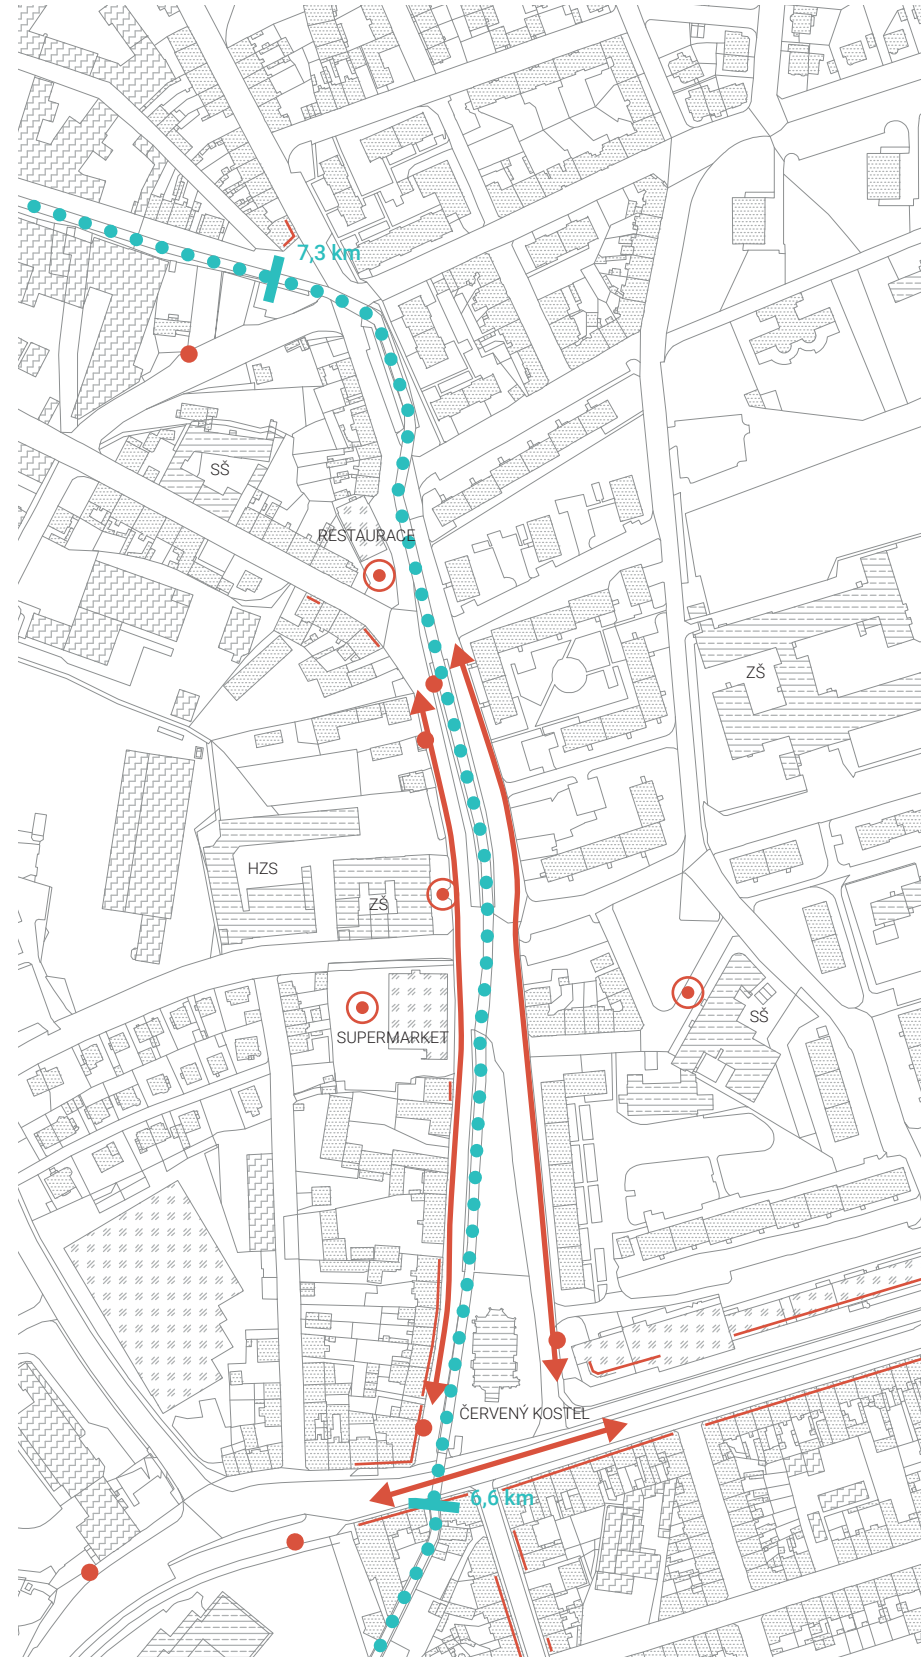 7,3 km
SŠ
RESTAURACE
ZŠ
HZS
ZŠ
SUPERMARKET
SŠ
ČERVENÝ KOSTEL
6,6 km